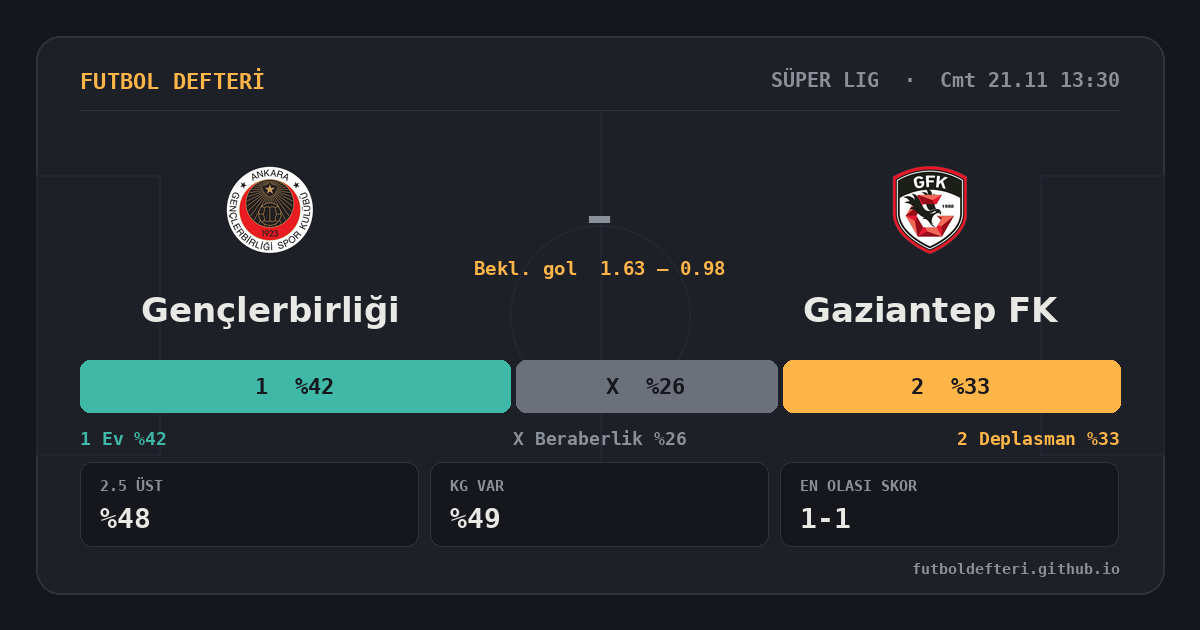 FUTBOL DEFTERİ
SÜPER LIG · Cmt 21.11 13:30
ANKARA
GENÇLERBİRLİĞİ SPOR KULÜBÜ
1923
GFK
1988
-
Bekl. gol 1.63 – 0.98
Gençlerbirliği
Gaziantep FK
1 %42
X %26
2 %33
1 Ev %42
X Beraberlik %26
2 Deplasman %33
2.5 ÜST
KG VAR
EN OLASI SKOR
%48
%49
1-1
futboldefteri.github.io